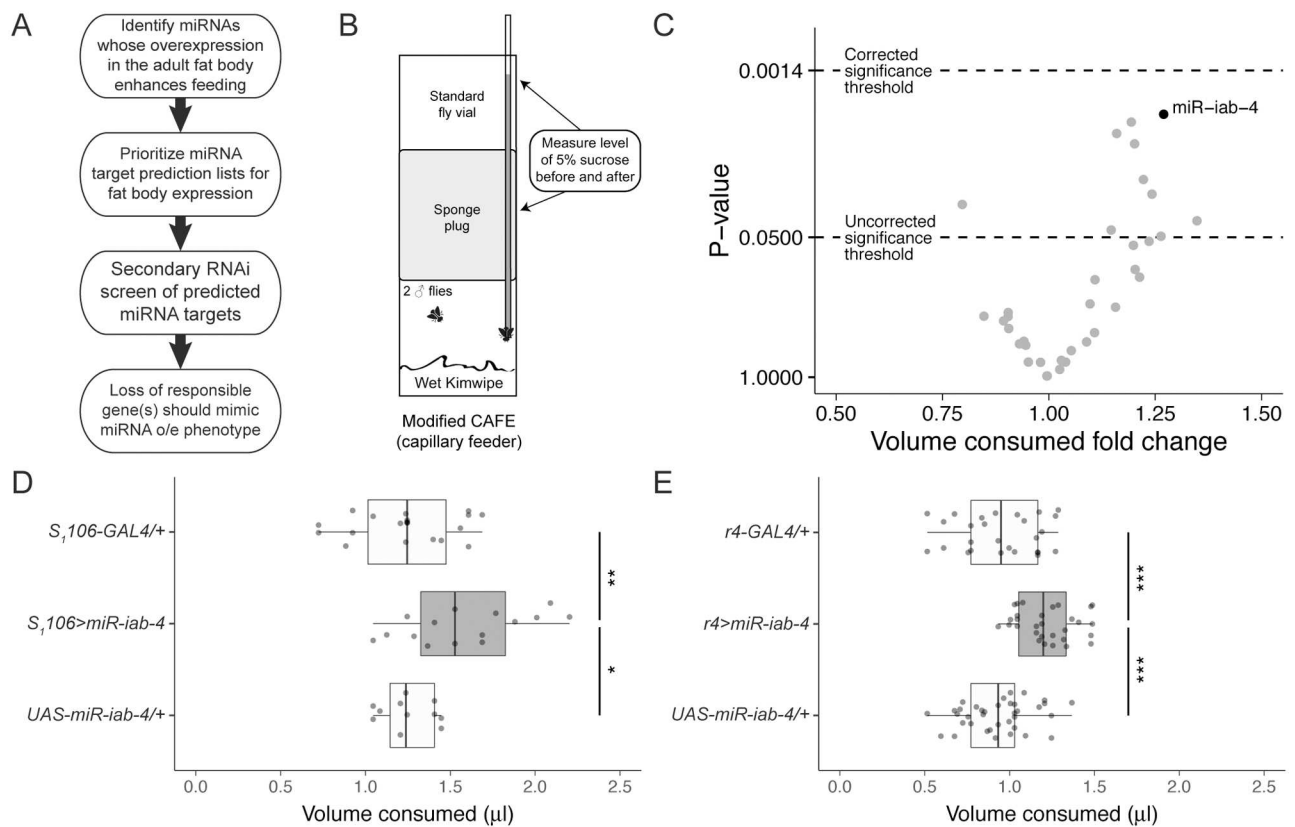 A
Identify miRNAs
whose overexpression
in the adult fat body
enhances feeding
Prioritize miRNA
target prediction lists for
fat body expression
Secondary RNAi
screen of predicted
miRNA targets
Loss of responsible
gene(s) should mimic
miRNA o/e phenotype
B
Standard
fly vial
Sponge
plug
2 ♂ flies
Wet Kimwipe
Measure level
of 5% sucrose
before and after
Modified CAFE
(capillary feeder)
C
P−value
0.0014
0.0500
1.0000
Corrected
significance
threshold
miR−iab−4
Uncorrected
significance
threshold
0.50 0.75 1.00 1.25 1.50
Volume consumed fold change
D
S₁106-GAL4/+
S₁106>miR-iab-4
UAS-miR-iab-4/+
**
*
0.0 0.5 1.0 1.5 2.0 2.5
Volume consumed (μl)
E
r4-GAL4/+
r4>miR-iab-4
UAS-miR-iab-4/+
***
***
0.0 0.5 1.0 1.5 2.0 2.5
Volume consumed (μl)